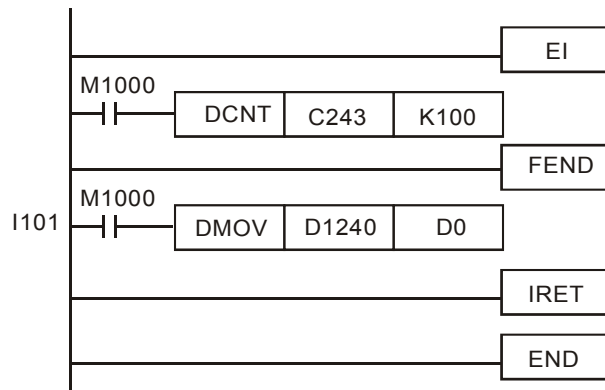 EI
M1000
DCNT C243 K100
FEND
M1000
I101 DMOV D1240 D0
IRET
END